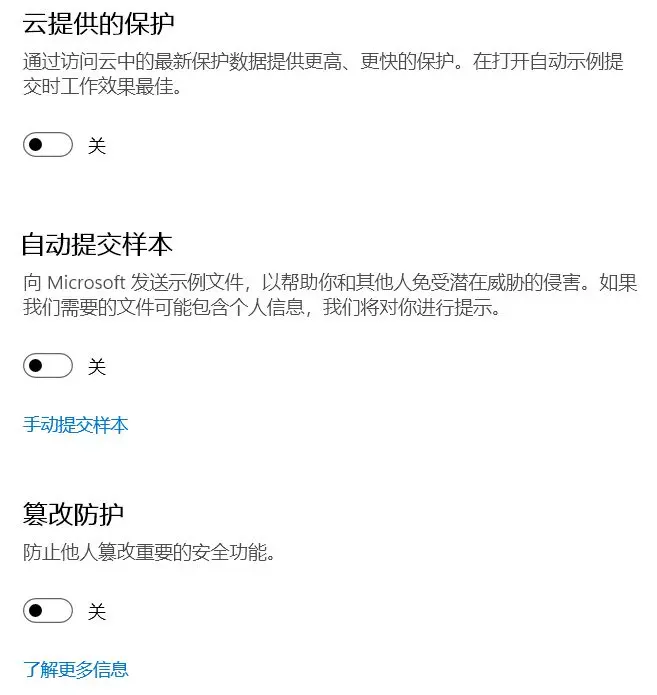 云提供的保护
通过访问云中的最新保护数据提供更高、更快的保护。在打开自动示例提
交时工作效果最佳。
关
自动提交样本
向 Microsoft 发送示例文件，以帮助你和其他人免受潜在威胁的侵害。如果
我们需要的文件可能包含个人信息，我们将对你进行提示。
关
手动提交样本
篡改防护
防止他人篡改重要的安全功能。
关
了解更多信息